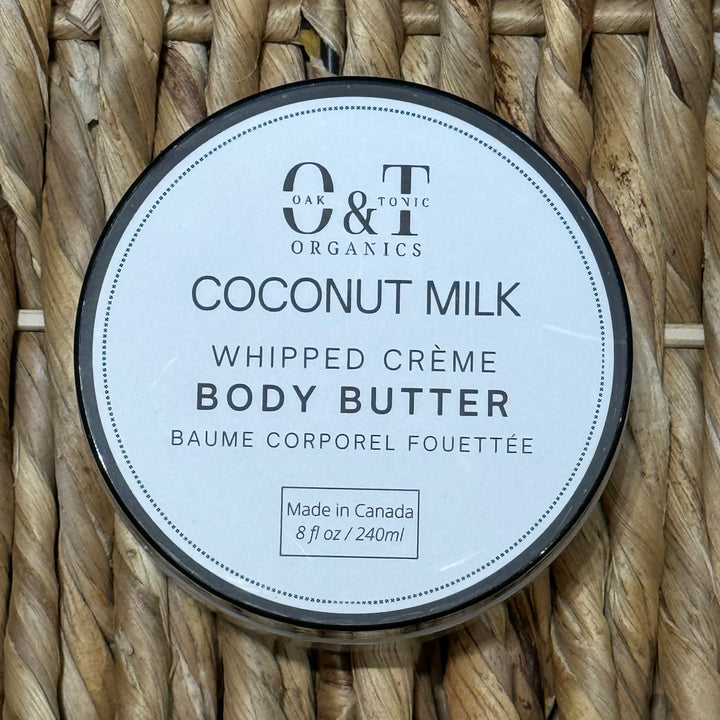 O&T
OAK TONIC
ORGANICS
COCONUT MILK
WHIPPED CRÈME
BODY BUTTER
BAUME CORPOREL FOUETTÉE
Made in Canada
8 fl oz / 240ml